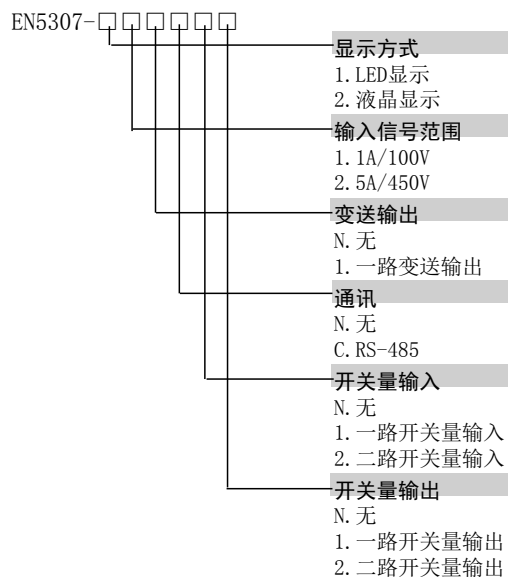 EN5307-□□□□□□
显示方式
1.LED显示
2.液晶显示
输入信号范围
1.1A/100V
2.5A/450V
变送输出
N.无
1.一路变送输出
通讯
N.无
C.RS-485
开关量输入
N.无
1.一路开关量输入
2.二路开关量输入
开关量输出
N.无
1.一路开关量输出
2.二路开关量输出